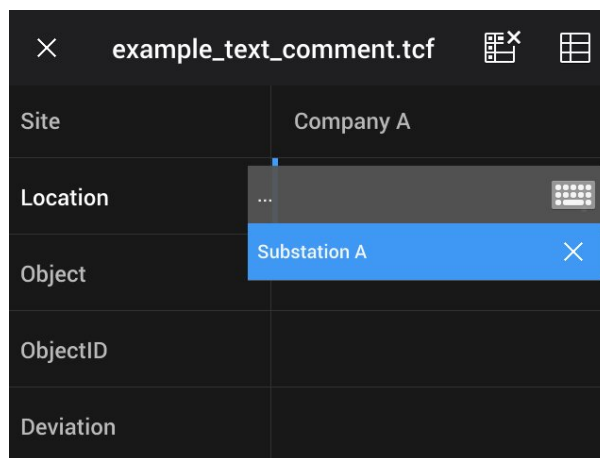 example_text_comment.tcf
Site Company A
Location ...
Substation A
Object
ObjectID
Deviation